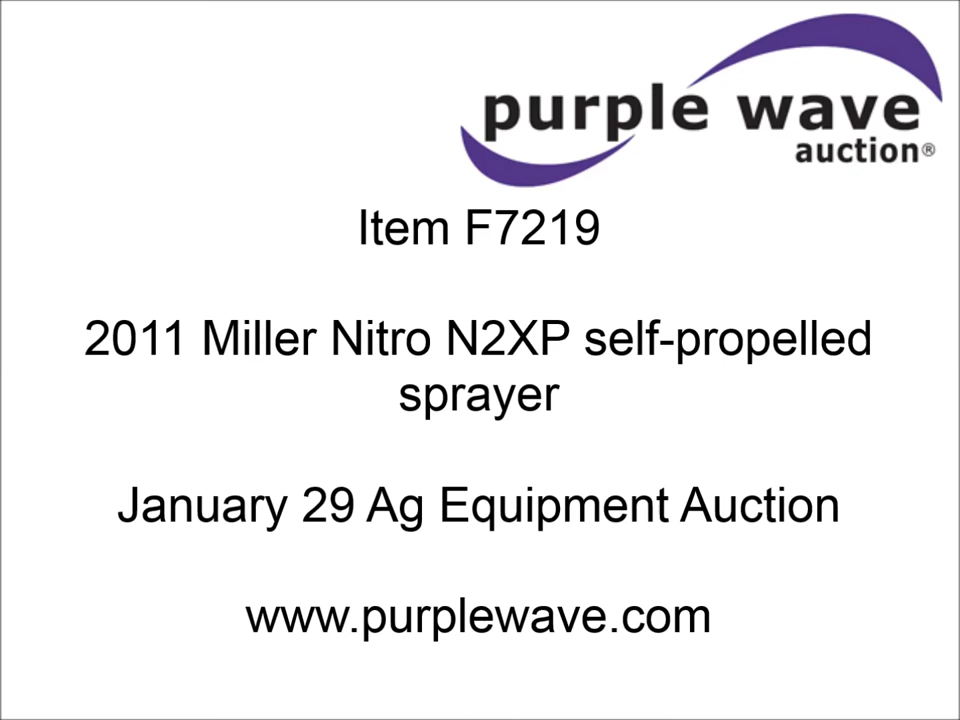 purple wave
auction®
Item F7219
2011 Miller Nitro N2XP self-propelled
sprayer
January 29 Ag Equipment Auction
www.purplewave.com